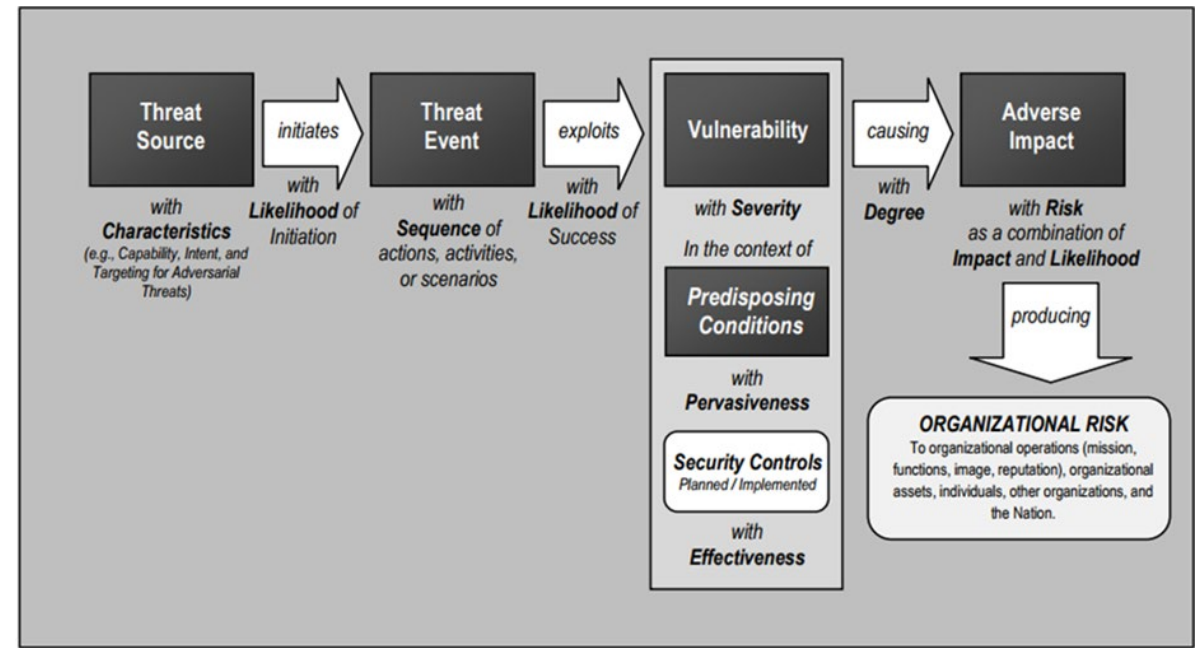 Threat
Source
initiates
Threat
Event
exploits
Vulnerability
causing
Adverse
Impact
with
Characteristics
(e.g., Capability, Intent, and
Targeting for Adversarial
Threats)
with
Likelihood of
Initiation
with
Sequence of
actions, activities,
or scenarios
with
Likelihood of
Success
with Severity
In the context of
Predisposing
Conditions
with
Pervasiveness
Security Controls
Planned / Implemented
with
Effectiveness
with
Degree
with Risk
as a combination of
Impact and Likelihood
producing
ORGANIZATIONAL RISK
To organizational operations (mission,
functions, image, reputation), organizational
assets, individuals, other organizations, and
the Nation.